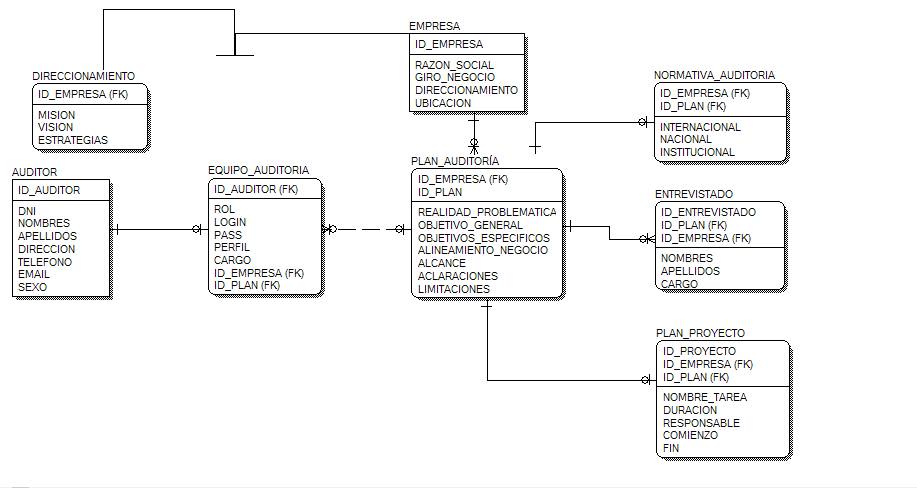 EMPRESA
ID_EMPRESA
RAZON_SOCIAL
GIRO_NEGOCIO
DIRECCIONAMIENTO
UBICACION
DIRECCIONAMIENTO
ID_EMPRESA (FK)
MISION
VISION
ESTRATEGIAS
NORMATIVA_AUDITORIA
ID_EMPRESA (FK)
ID_PLAN (FK)
INTERNACIONAL
NACIONAL
INSTITUCIONAL
AUDITOR
ID_AUDITOR
DNI
NOMBRES
APELLIDOS
DIRECCION
TELEFONO
EMAIL
SEXO
EQUIPO_AUDITORIA
ID_AUDITOR (FK)
ROL
LOGIN
PASS
PERFIL
CARGO
ID_EMPRESA (FK)
ID_PLAN (FK)
PLAN_AUDITORÍA
ID_EMPRESA (FK)
ID_PLAN
REALIDAD_PROBLEMATICA
OBJETIVO_GENERAL
OBJETIVOS_ESPECIFICOS
ALINEAMIENTO_NEGOCIO
ALCANCE
ACLARACIONES
LIMITACIONES
ENTREVISTADO
ID_ENTREVISTADO
ID_PLAN (FK)
ID_EMPRESA (FK)
NOMBRES
APELLIDOS
CARGO
PLAN_PROYECTO
ID_PROYECTO
ID_EMPRESA (FK)
ID_PLAN (FK)
NOMBRE_TAREA
DURACION
RESPONSABLE
COMIENZO
FIN